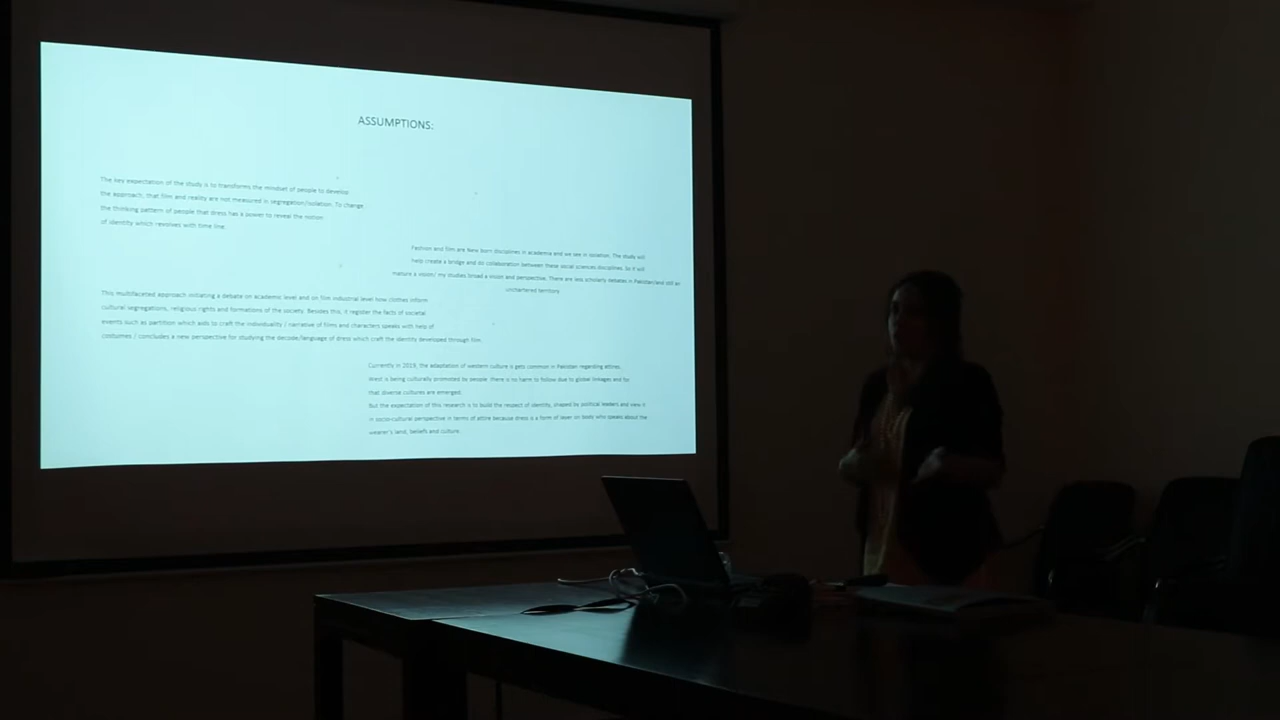 ASSUMPTIONS:
The key expectation of the study is to transforms the mindset of people to develop
the approach, that film and reality are not measured in segregation/isolation. To change
the thinking pattern of people that dress has a power to reveal the notion
of identity which revolves with time line.
Fashion and film are New born disciplines in academia and we see in isolation. The study will
help create a bridge and do collaboration between these social sciences disciplines. So it will
mature a vision/ my studies broad a vision and perspective. There are less scholarly debates in Pakistan/and still an
unchartered territory.
This multifaceted approach initiating a debate on academic level and on film industrial level how clothes inform
cultural segregations, religious rights and formations of the society. Besides this, it register the facts of societal
events such as partition which aids to craft the individuality / narrative of films and characters speaks with help of
costumes / concludes a new perspective for studying the decode/language of dress which craft the identity developed through film.
Currently in 2019, the adaptation of western culture is gets common in Pakistan regarding attires.
West is being culturally promoted by people there is no harm to follow due to global linkages and for
that diverse cultures are emerged.
But the expectation of this research is to build the respect of identity, shaped by political leaders and view it
in socio-cultural perspective in terms of attire because dress is a form of layer on body who speaks about the
wearer's land, beliefs and culture.